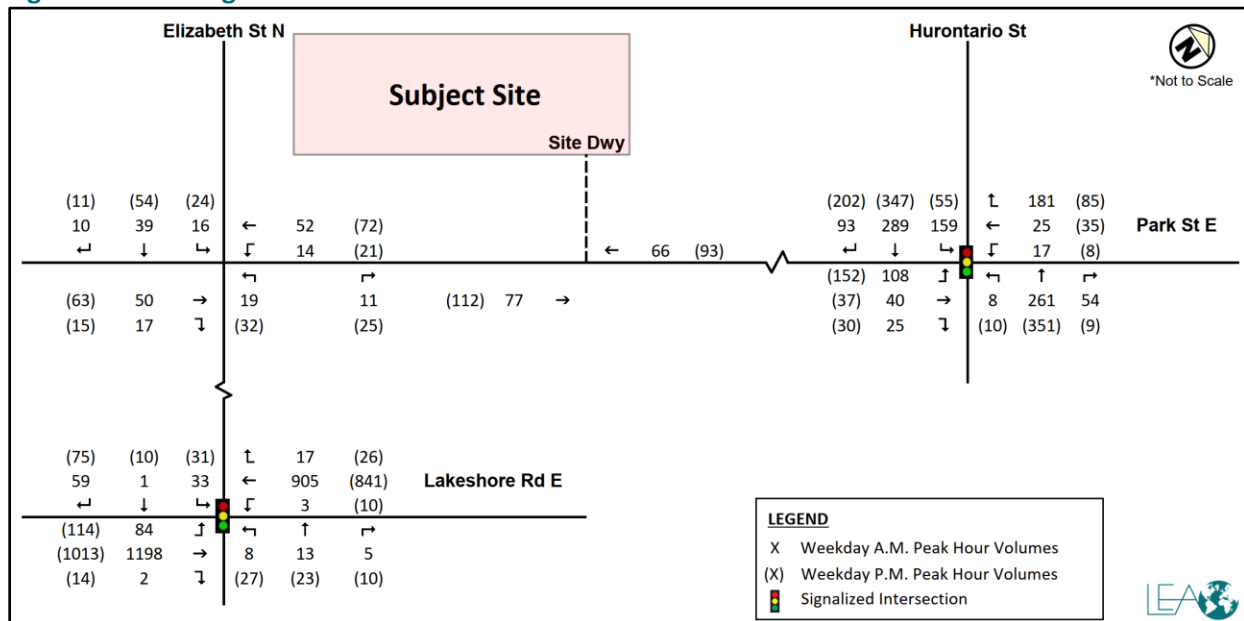 Elizabeth St N
Hurontario St
N
*Not to Scale
Subject Site
Site Dwy
(11) (54) (24)
10 39 16 ← 52 (72)
↵ ↓ ↳ ↲ 14 (21)
← 66 (93)
↰ ↱
(63) 50 → 19 11
(15) 17 ↴ (32) (25)
(112) 77 →
(202) (347) (55) ↥ 181 (85)
93 289 159 ← 25 (35)
↵ ↓ ↳ ↲ 17 (8)
Park St E
(152) 108 ↥ ↰ ↑ ↱
(37) 40 → 8 261 54
(30) 25 ↴ (10) (351) (9)
(75) (10) (31) ↥ 17 (26)
59 1 33 ← 905 (841)
↵ ↓ ↳ ↲ 3 (10)
Lakeshore Rd E
(114) 84 ↥ ↰ ↑ ↱
(1013) 1198 → 8 13 5
(14) 2 ↴ (27) (23) (10)
LEGEND
X Weekday A.M. Peak Hour Volumes
(X) Weekday P.M. Peak Hour Volumes
Signalized Intersection
LEA